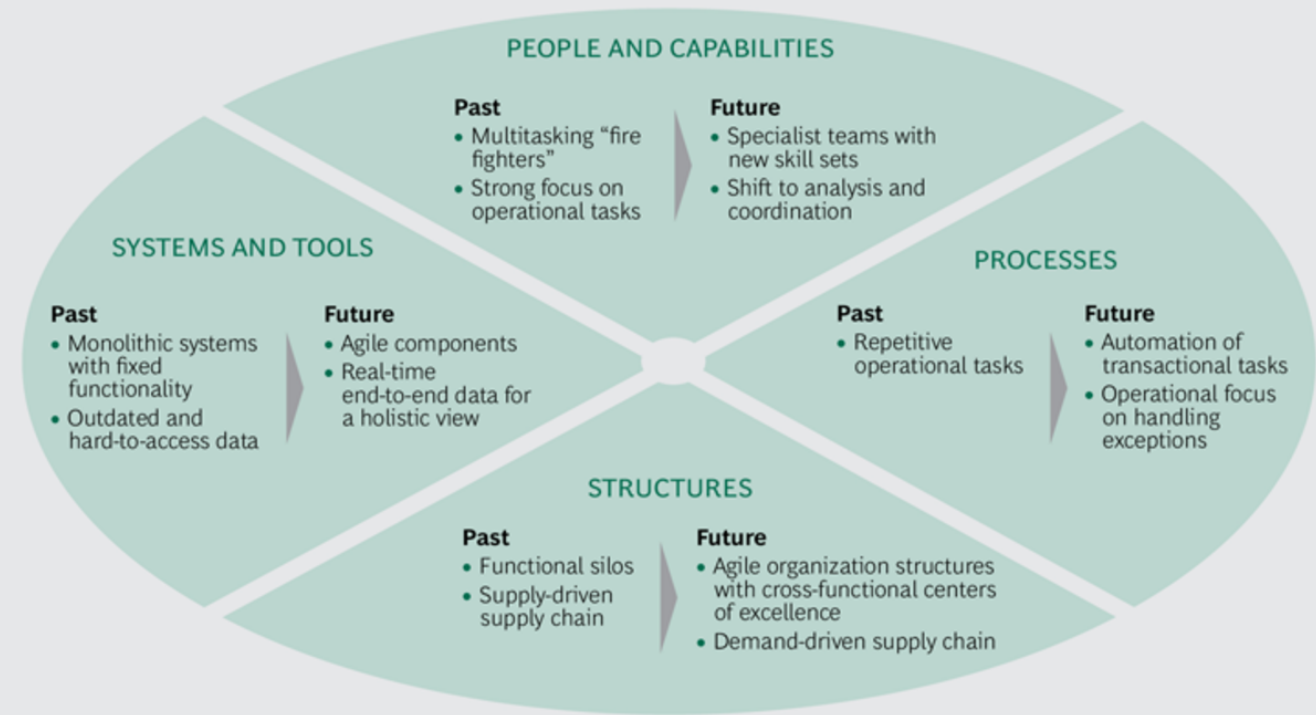 PEOPLE AND CAPABILITIES
Past
• Multitasking “fire
fighters”
• Strong focus on
operational tasks
Future
• Specialist teams with
new skill sets
• Shift to analysis and
coordination
SYSTEMS AND TOOLS
Past
• Monolithic systems
with fixed
functionality
• Outdated and
hard-to-access data
Future
• Agile components
• Real-time
end-to-end data for
a holistic view
PROCESSES
Past
• Repetitive
operational tasks
Future
• Automation of
transactional tasks
• Operational focus
on handling
exceptions
STRUCTURES
Past
• Functional silos
• Supply-driven
supply chain
Future
• Agile organization structures
with cross-functional centers
of excellence
• Demand-driven supply chain